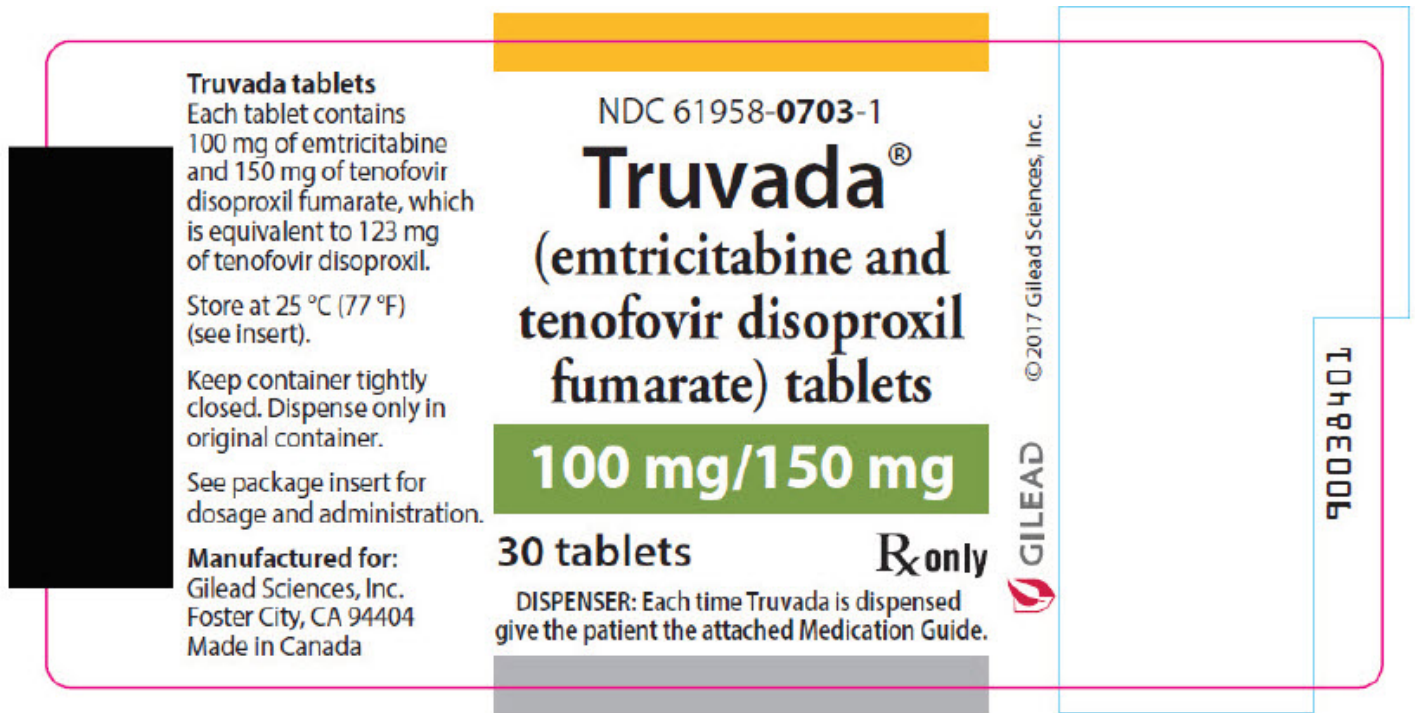 Truvada tablets
Each tablet contains
100 mg of emtricitabine
and 150 mg of tenofovir
disoproxil fumarate, which
is equivalent to 123 mg
of tenofovir disoproxil.
Store at 25 °C (77 °F)
(see insert).
Keep container tightly
closed. Dispense only in
original container.
See package insert for
dosage and administration.
Manufactured for:
Gilead Sciences, Inc.
Foster City, CA 94404
Made in Canada
NDC 61958-0703-1
Truvada®
(emtricitabine and
tenofovir disoproxil
fumarate) tablets
100 mg/150 mg
30 tablets
Rx only
DISPENSER: Each time Truvada is dispensed
give the patient the attached Medication Guide.
GILEAD ©2017 Gilead Sciences, Inc.
10483006